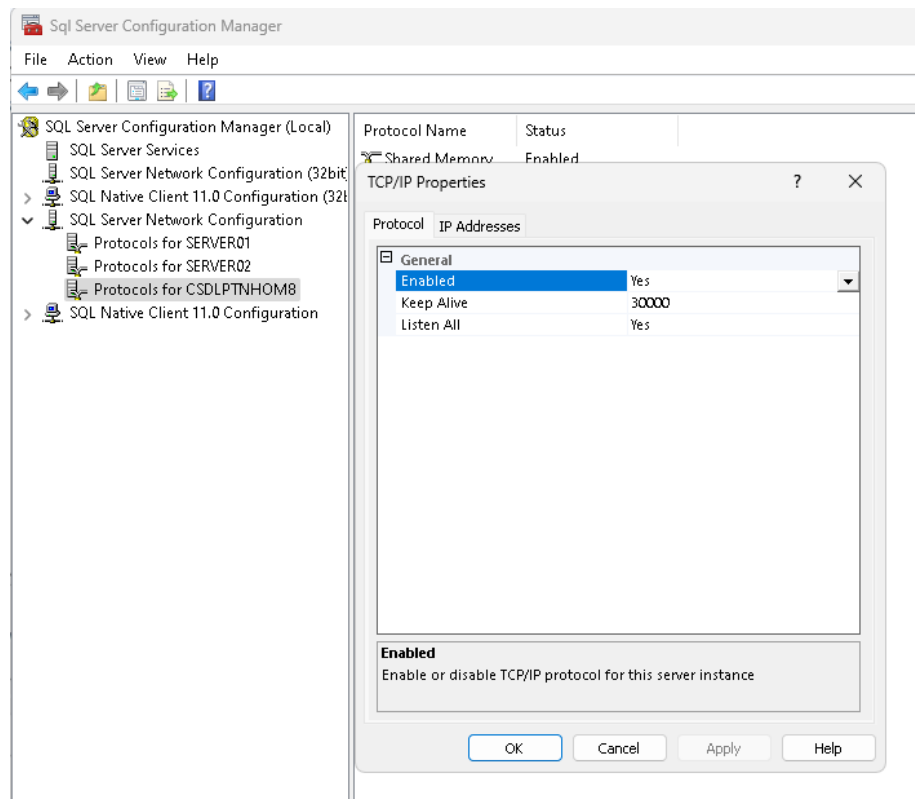 Sql Server Configuration Manager
File Action View Help
SQL Server Configuration Manager (Local)
SQL Server Services
SQL Server Network Configuration (32bit
SQL Native Client 11.0 Configuration (32b
SQL Server Network Configuration
Protocols for SERVER01
Protocols for SERVER02
Protocols for CSDLPTNHOM8
SQL Native Client 11.0 Configuration
Protocol Name Status
Shared Memory Enabled
TCP/IP Properties ?
Protocol IP Addresses
General
Enabled Yes
Keep Alive 30000
Listen All Yes
Enabled
Enable or disable TCP/IP protocol for this server instance
OK Cancel Apply Help